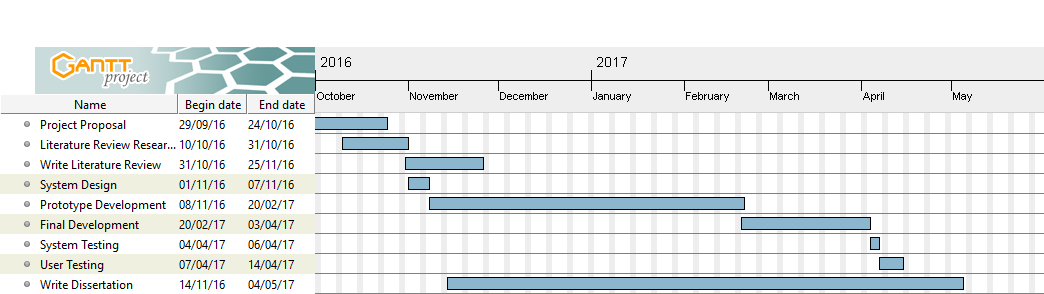 GANTT
project
2016 2017
Name Begin date End date October November December January February March April May
Project Proposal 29/09/16 24/10/16
Literature Review Resear... 10/10/16 31/10/16
Write Literature Review 31/10/16 25/11/16
System Design 01/11/16 07/11/16
Prototype Development 08/11/16 20/02/17
Final Development 20/02/17 03/04/17
System Testing 04/04/17 06/04/17
User Testing 07/04/17 14/04/17
Write Dissertation 14/11/16 04/05/17